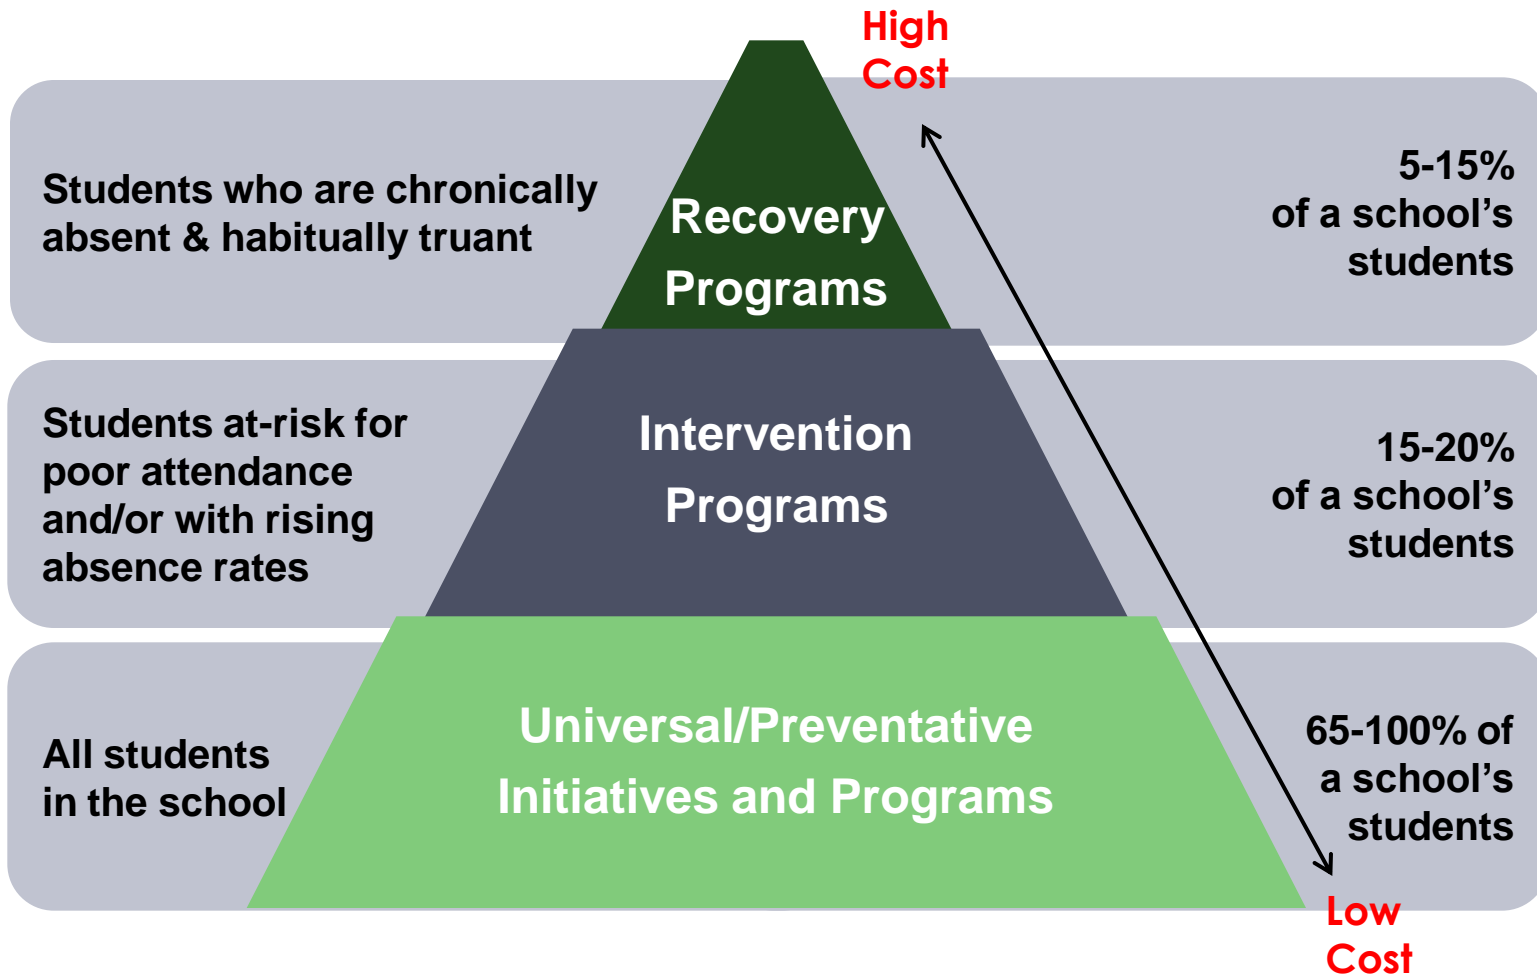 High
Cost
Students who are chronically
absent & habitually truant
Recovery
Programs
5-15%
of a school’s
students
Students at-risk for
poor attendance
and/or with rising
absence rates
Intervention
Programs
15-20%
of a school’s
students
All students
in the school
Universal/Preventative
Initiatives and Programs
65-100% of
a school’s
students
Low
Cost